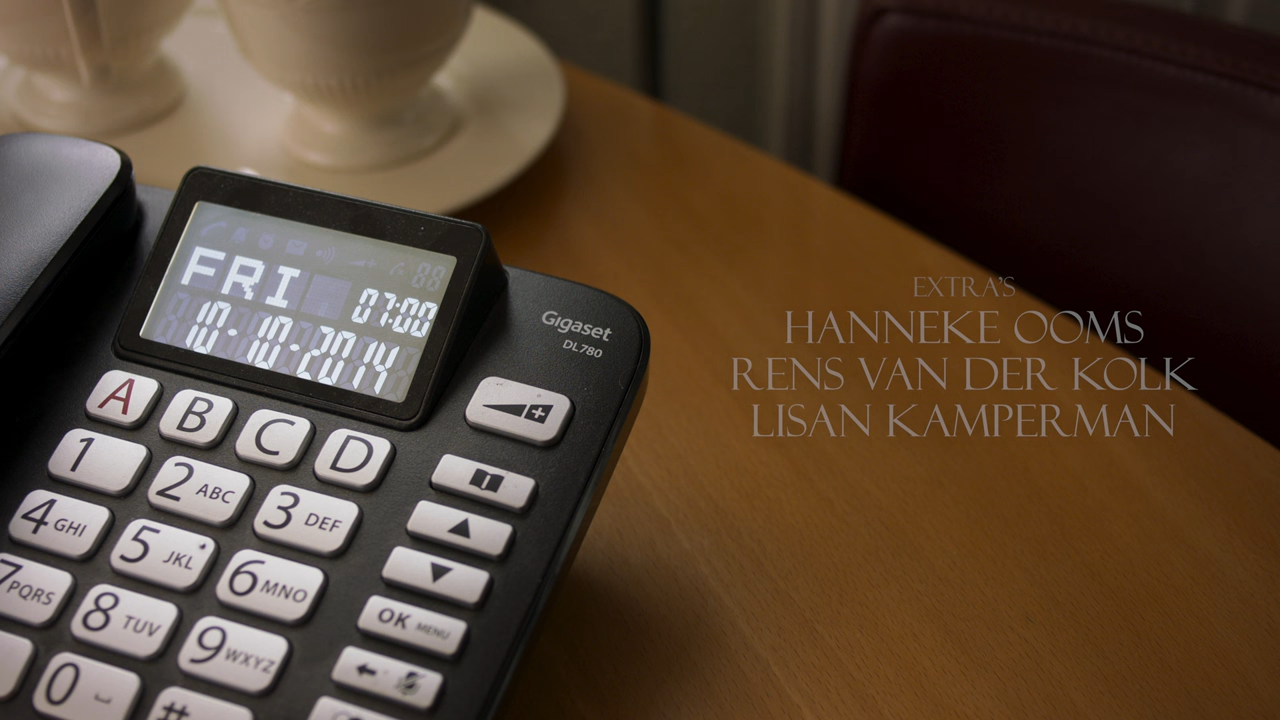 FRI
07:00
10-10-2014
Gigaset
DL780
A
B
C
D
1
2 ABC
3 DEF
4 GHI
5 JKL *
6 MNO
7 PQRS
8 TUV
9 WXYZ
0
#
OK MENU
EXTRA'S
HANNEKE OOMS
RENS VAN DER KOLK
LISAN KAMPERMAN